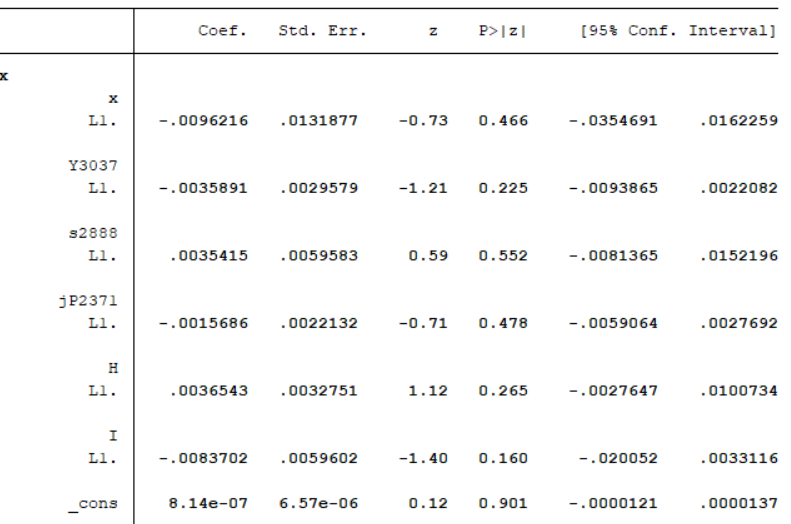 Coef. Std. Err. z P>|z| [95% Conf. Interval]
x
x
L1. -.0096216 .0131877 -0.73 0.466 -.0354691 .0162259
Y3037
L1. -.0035891 .0029579 -1.21 0.225 -.0093865 .0022082
s2888
L1. .0035415 .0059583 0.59 0.552 -.0081365 .0152196
jP2371
L1. -.0015686 .0022132 -0.71 0.478 -.0059064 .0027692
H
L1. .0036543 .0032751 1.12 0.265 -.0027647 .0100734
I
L1. -.0083702 .0059602 -1.40 0.160 -.020052 .0033116
_cons 8.14e-07 6.57e-06 0.12 0.901 -.0000121 .0000137